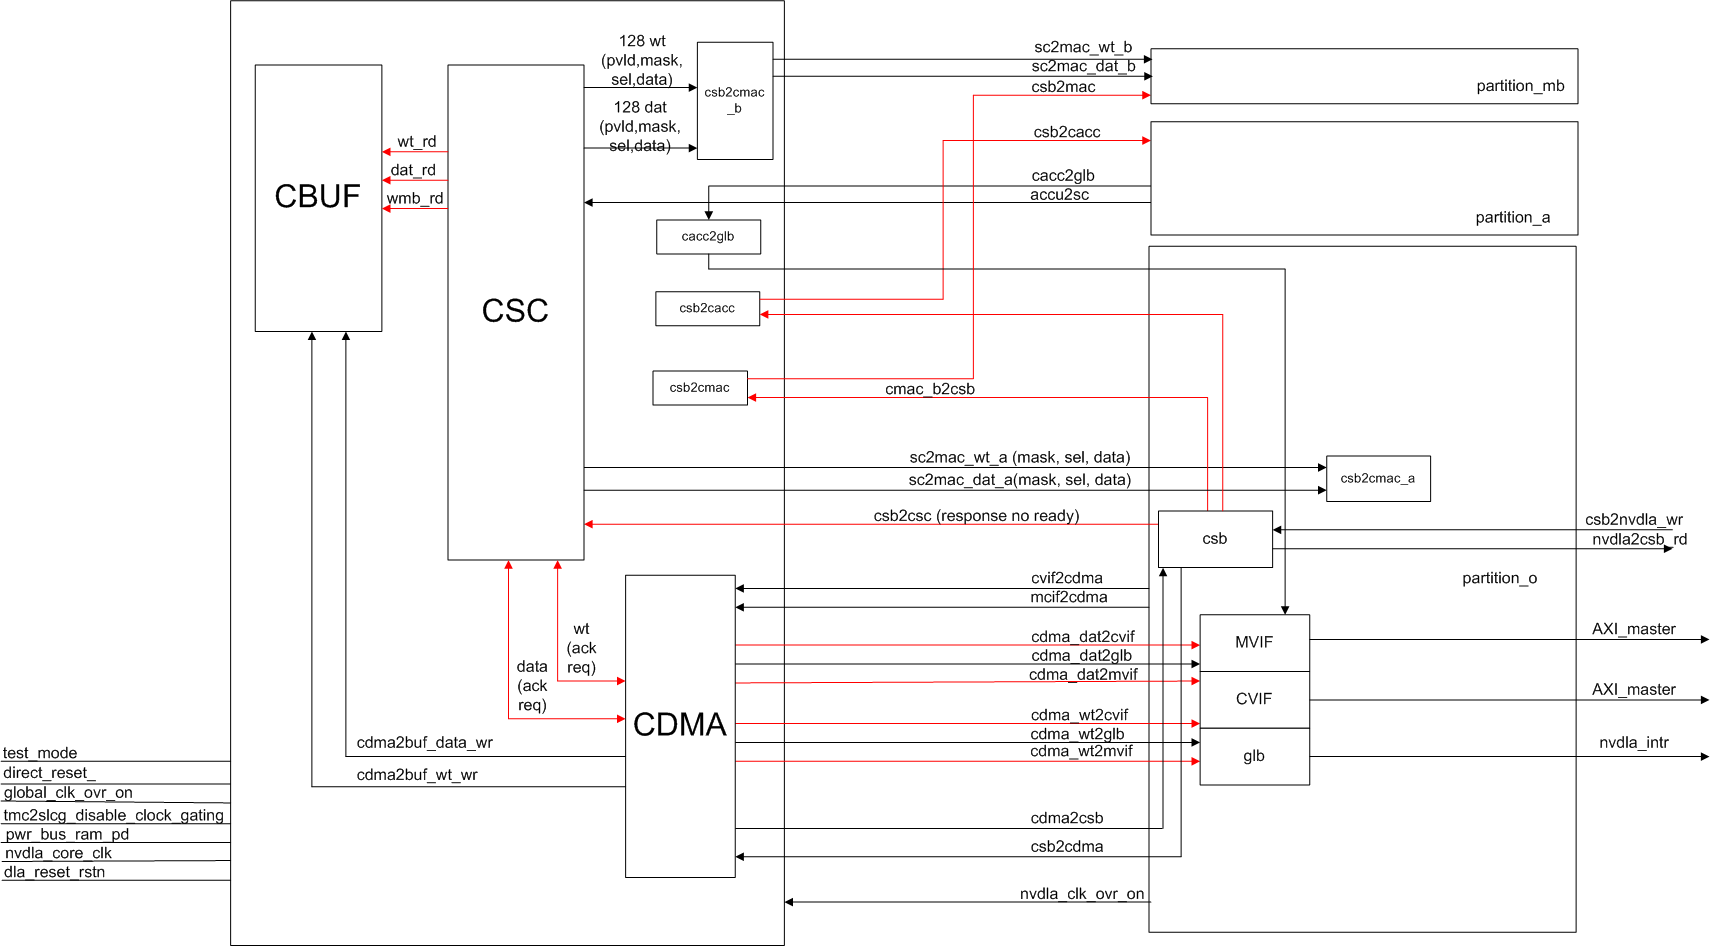 128 wt
(pvld,mask,
sel,data)
128 dat
(pvld,mask,
sel,data)
csb2cmac
_b
sc2mac_wt_b
sc2mac_dat_b
csb2mac
partition_mb
csb2cacc
cacc2glb
accu2sc
partition_a
wt_rd
dat_rd
wmb_rd
CBUF
CSC
cacc2glb
csb2cacc
csb2cmac
cmac_b2csb
sc2mac_wt_a (mask, sel, data)
sc2mac_dat_a(mask, sel, data)
csb2cmac_a
csb2csc (response no ready)
csb
csb2nvdla_wr
nvdla2csb_rd
partition_o
cvif2cdma
mcif2cdma
wt
(ack
req)
data
(ack
req)
CDMA
cdma_dat2cvif
cdma_dat2glb
cdma_dat2mvif
cdma_wt2cvif
cdma_wt2glb
cdma_wt2mvif
MVIF
CVIF
glb
AXI_master
AXI_master
nvdla_intr
cdma2buf_data_wr
cdma2buf_wt_wr
cdma2csb
csb2cdma
nvdla_clk_ovr_on
test_mode
direct_reset_
global_clk_ovr_on
tmc2slcg_disable_clock_gating
pwr_bus_ram_pd
nvdla_core_clk
dla_reset_rstn